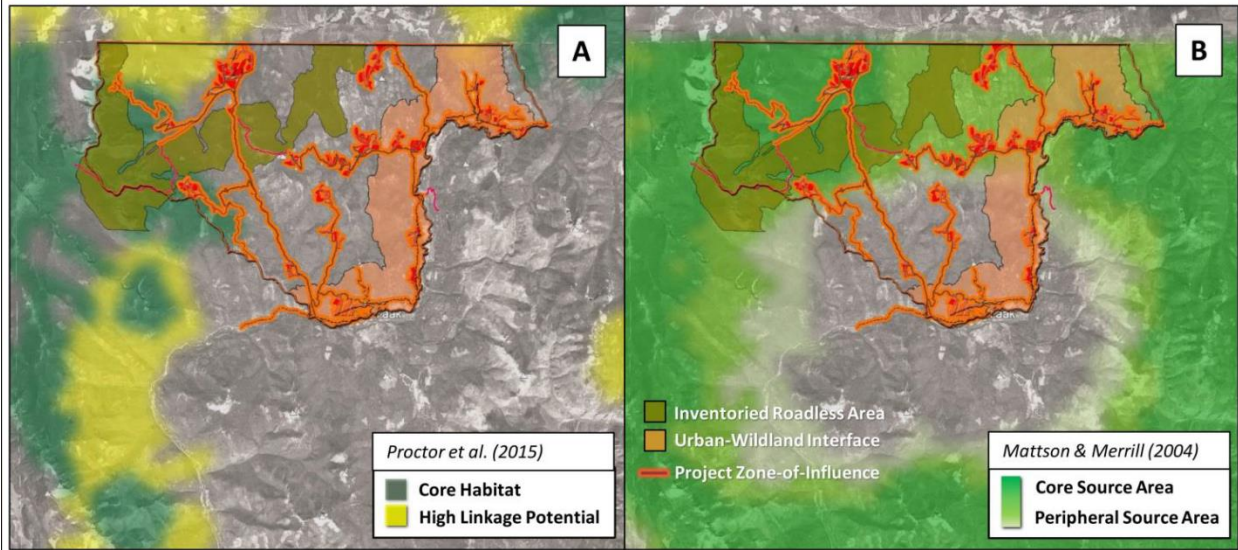 A
B
Proctor et al. (2015)
Core Habitat
High Linkage Potential
Inventoried Roadless Area
Urban-Wildland Interface
Project Zone-of-Influence
Mattson & Merrill (2004)
Core Source Area
Peripheral Source Area